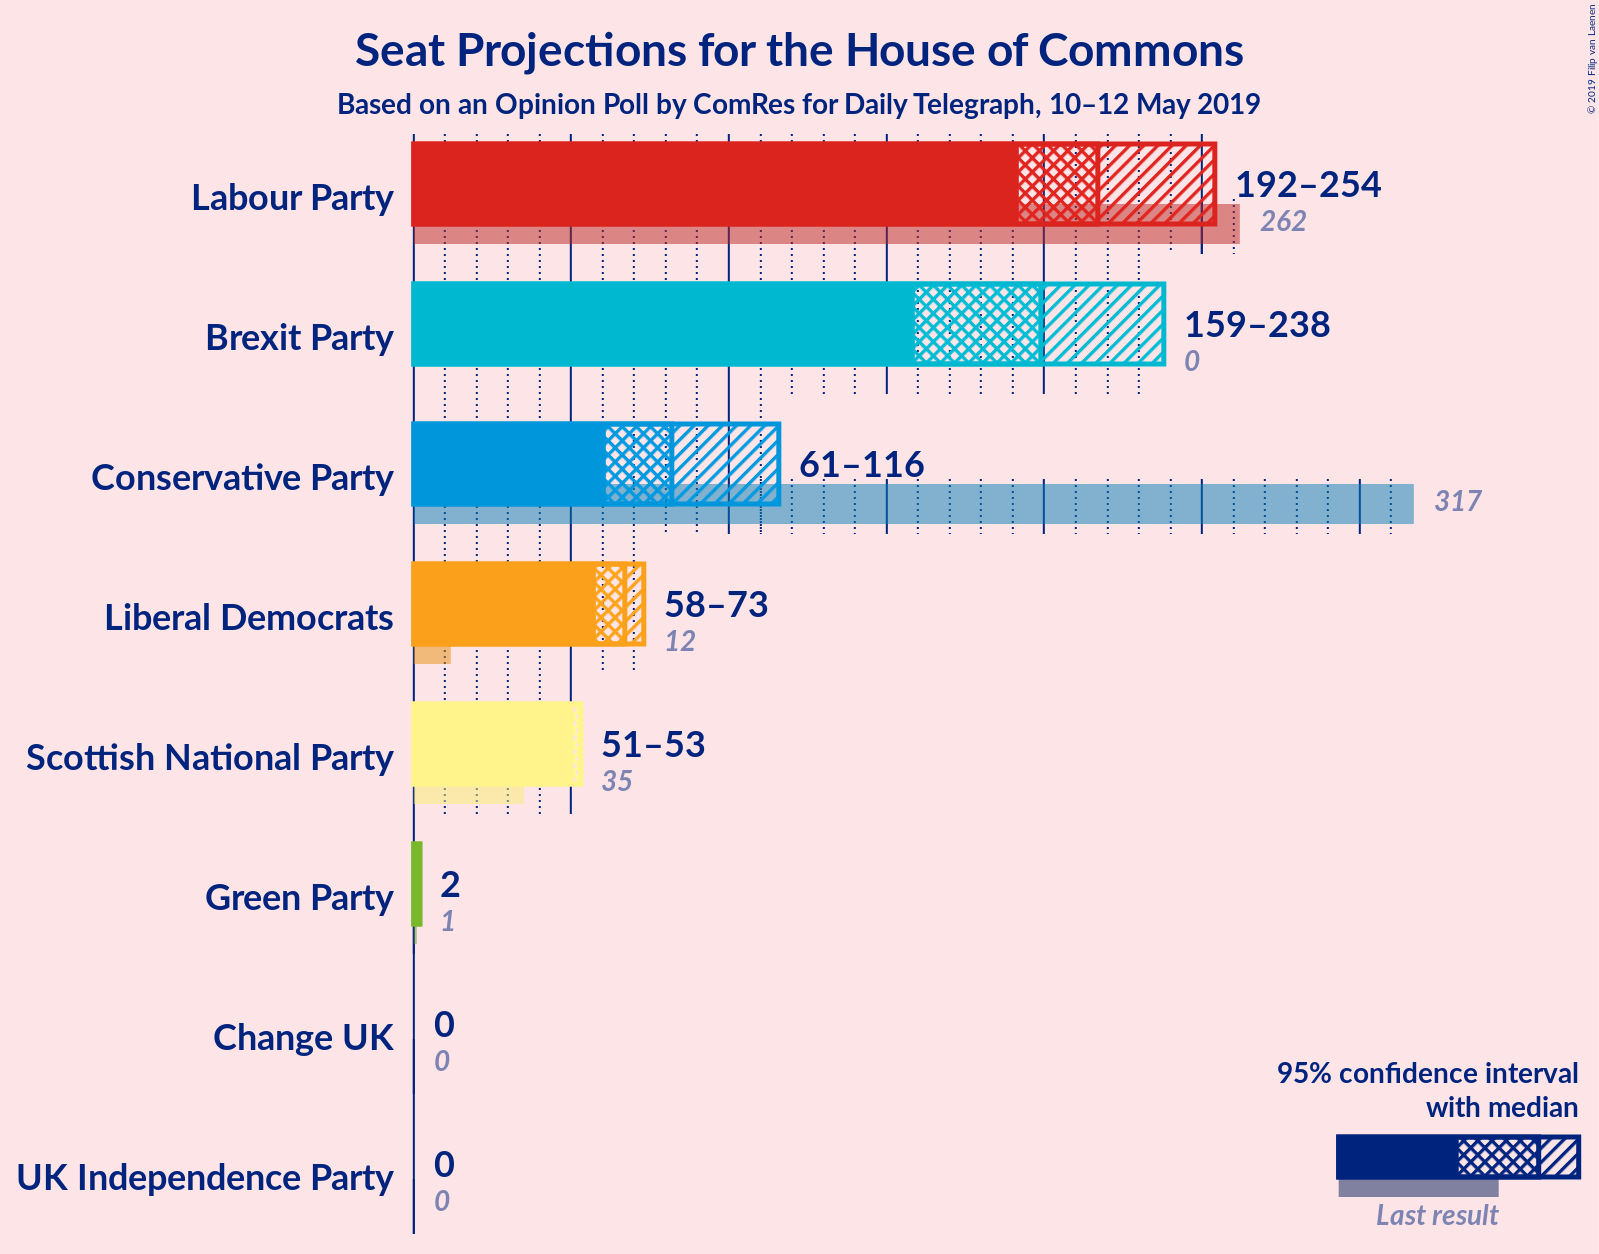 Seat Projections for the House of Commons
Based on an Opinion Poll by ComRes for Daily Telegraph, 10–12 May 2019
© 2019 Filip van Laenen
Labour Party
192–254
262
Brexit Party
159–238
0
Conservative Party
61–116
317
Liberal Democrats
58–73
12
Scottish National Party
51–53
35
Green Party
2
1
Change UK
0
0
UK Independence Party
0
0
95% confidence interval
with median
Last result